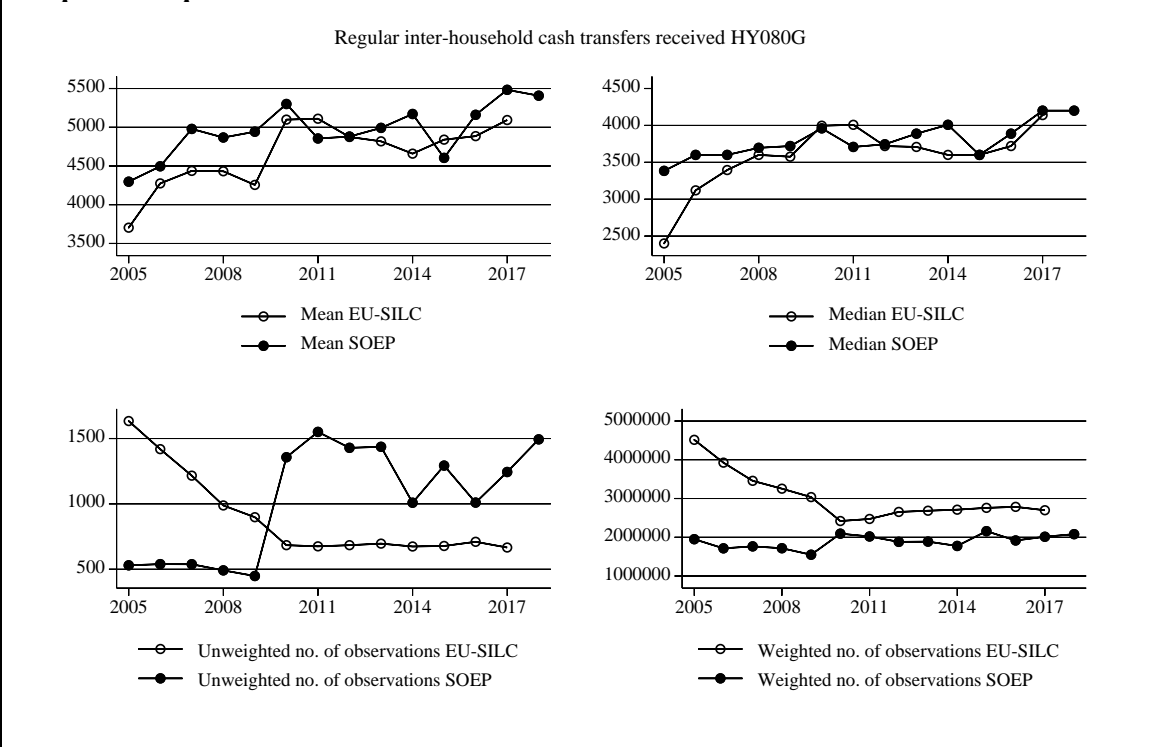 Regular inter-household cash transfers received HY080G
5500
5000
4500
4000
3500
2005 2008 2011 2014 2017
Mean EU-SILC
Mean SOEP
4500
4000
3500
3000
2500
2005 2008 2011 2014 2017
Median EU-SILC
Median SOEP
1500
1000
500
2005 2008 2011 2014 2017
Unweighted no. of observations EU-SILC
Unweighted no. of observations SOEP
5000000
4000000
3000000
2000000
1000000
2005 2008 2011 2014 2017
Weighted no. of observations EU-SILC
Weighted no. of observations SOEP